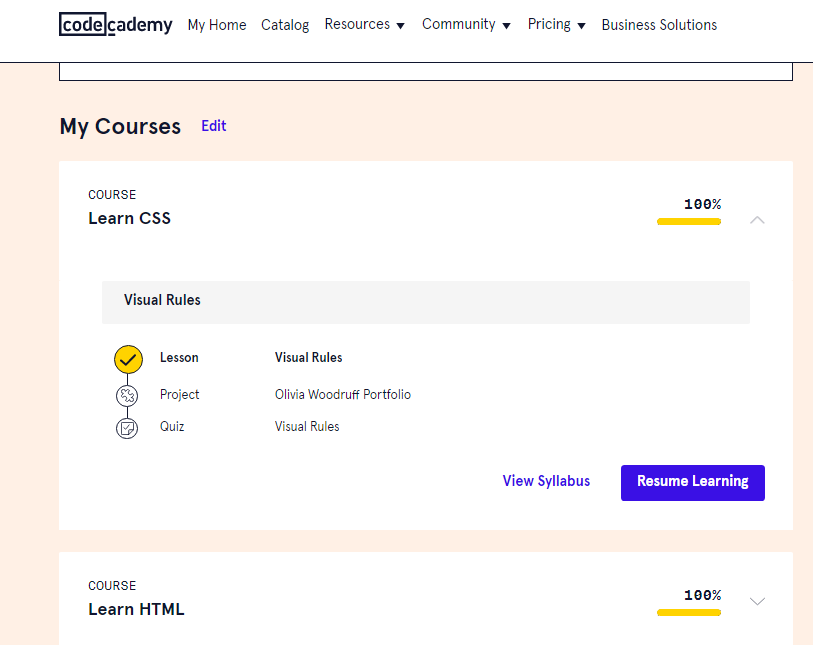 codecademy My Home Catalog Resources Community Pricing Business Solutions
My Courses Edit
COURSE
Learn CSS
100%
Visual Rules
Lesson Visual Rules
Project Olivia Woodruff Portfolio
Quiz Visual Rules
View Syllabus Resume Learning
COURSE
Learn HTML
100%